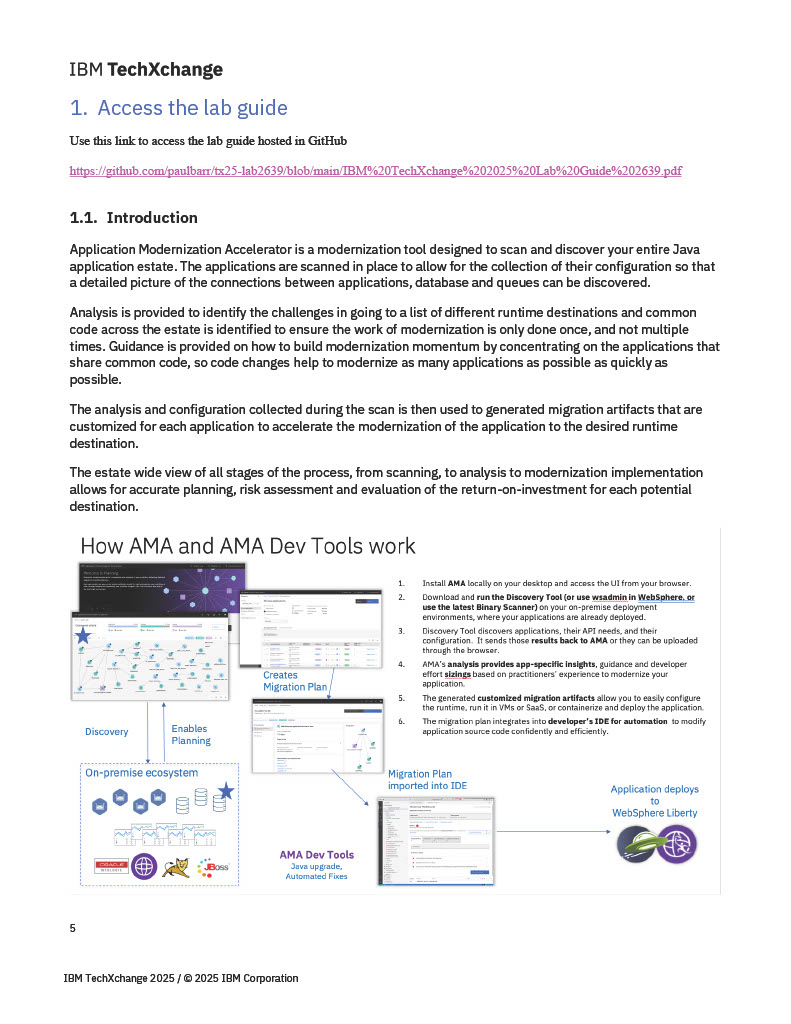 IBM TechXchange
1. Access the lab guide
Use this link to access the lab guide hosted in GitHub
https://github.com/paulbarr/tx25-lab2639/blob/main/IBM%20TechXchange%202025%20Lab%20Guide%202639.pdf
1.1. Introduction
Application Modernization Accelerator is a modernization tool designed to scan and discover your entire Java
application estate. The applications are scanned in place to allow for the collection of their configuration so that
a detailed picture of the connections between applications, database and queues can be discovered.
Analysis is provided to identify the challenges in going to a list of different runtime destinations and common
code across the estate is identified to ensure the work of modernization is only done once, and not multiple
times. Guidance is provided on how to build modernization momentum by concentrating on the applications that
share common code, so code changes help to modernize as many applications as possible as quickly as
possible.
The analysis and configuration collected during the scan is then used to generated migration artifacts that are
customized for each application to accelerate the modernization of the application to the desired runtime
destination.
The estate wide view of all stages of the process, from scanning, to analysis to modernization implementation
allows for accurate planning, risk assessment and evaluation of the return-on-investment for each potential
destination.
How AMA and AMA Dev Tools work
1. Install AMA locally on your desktop and access the UI from your browser.
2. Download and run the Discovery Tool (or use wsadmin in WebSphere, or
use the latest Binary Scanner) on your on-premise deployment
environments, where your applications are already deployed.
3. Discovery Tool discovers applications, their API needs, and their
configuration. It sends those results back to AMA or they can be uploaded
through the browser.
4. AMA's analysis provides app-specific insights, guidance and developer
effort sizings based on practitioners' experience to modernize your
application.
5. The generated customized migration artifacts allow you to easily configure
the runtime, run it in VMs or SaaS, or containerize and deploy the application.
6. The migration plan integrates into developer's IDE for automation to modify
application source code confidently and efficiently.
Creates
Migration Plan
Discovery
Enables
Planning
On-premise ecosystem
Migration Plan
imported into IDE
Application deploys
to
WebSphere Liberty
AMA Dev Tools
Java upgrade,
Automated Fixes
ORACLE
WEBLOGIC
JBoss
5
IBM TechXchange 2025 / © 2025 IBM Corporation